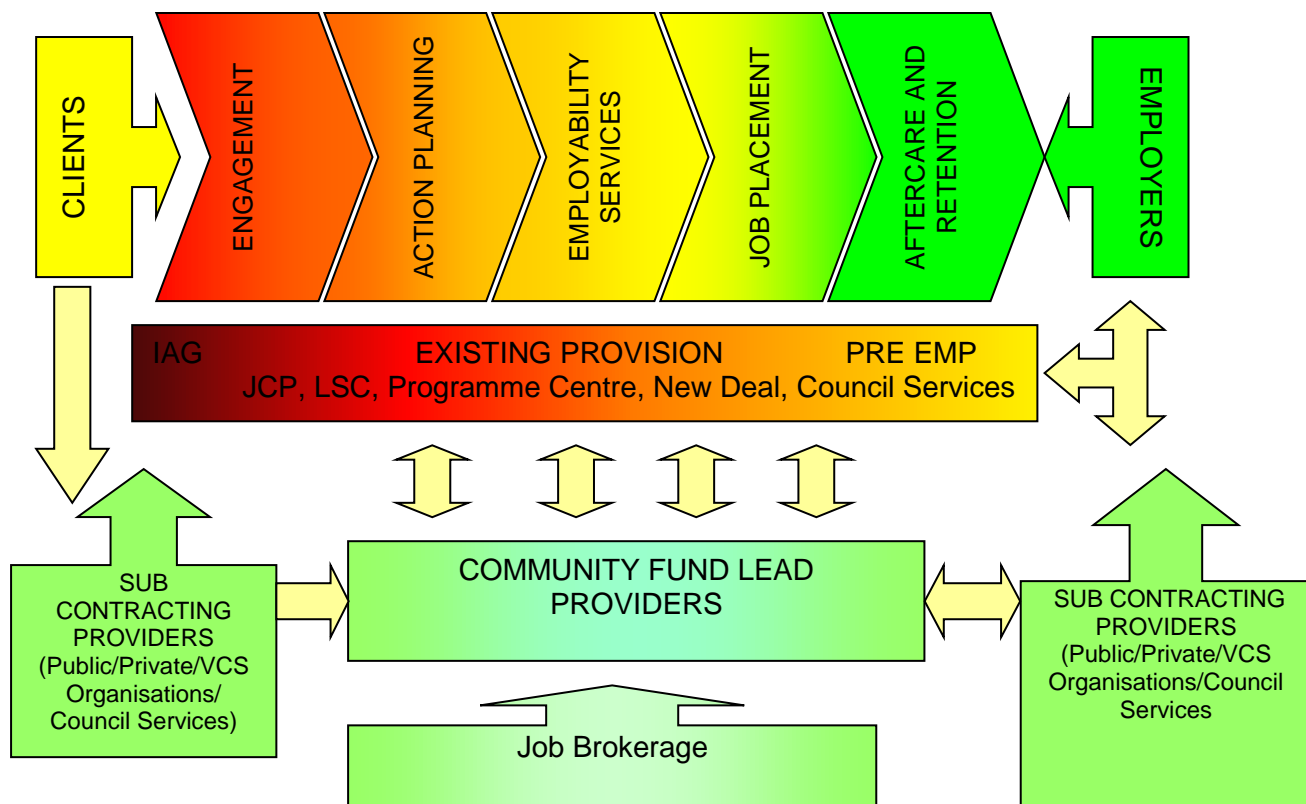 CLIENTS
ENGAGEMENT
ACTION PLANNING
EMPLOYABILITY
SERVICES
JOB PLACEMENT
AFTERCARE AND
RETENTION
EMPLOYERS
IAG EXISTING PROVISION PRE EMP
JCP, LSC, Programme Centre, New Deal, Council Services
SUB
CONTRACTING
PROVIDERS
(Public/Private/VCS
Organisations/
Council Services)
COMMUNITY FUND LEAD
PROVIDERS
SUB CONTRACTING
PROVIDERS
(Public/Private/VCS
Organisations/Council
Services
Job Brokerage